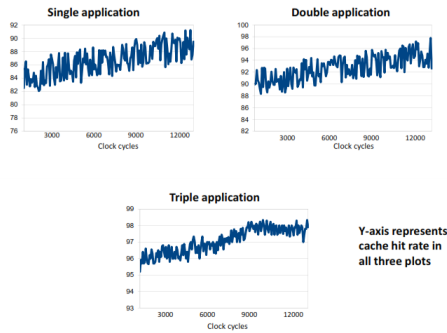 Single application
92
90
88
86
84
82
80
78
76
3000 6000 9000 12000
Clock cycles
Double application
100
98
96
94
92
90
88
86
84
82
3000 6000 9000 12000
Clock cycles
Triple application
99
98
97
96
95
94
93
3000 6000 9000 12000
Clock cycles
Y-axis represents
cache hit rate in
all three plots